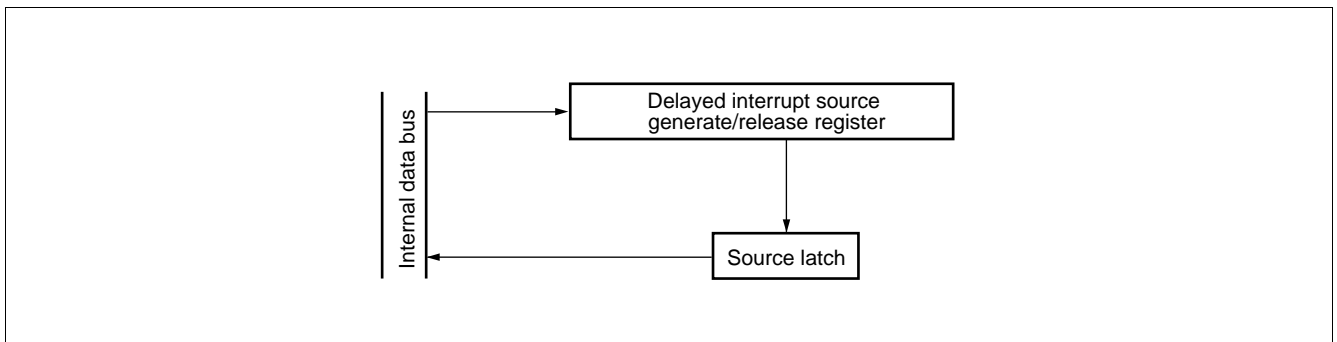 Internal data bus
Delayed interrupt source
generate/release register
Source latch